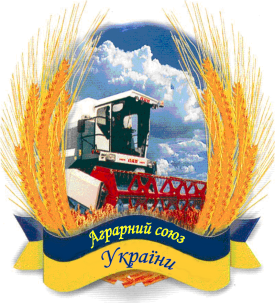 Аграрний союз
України